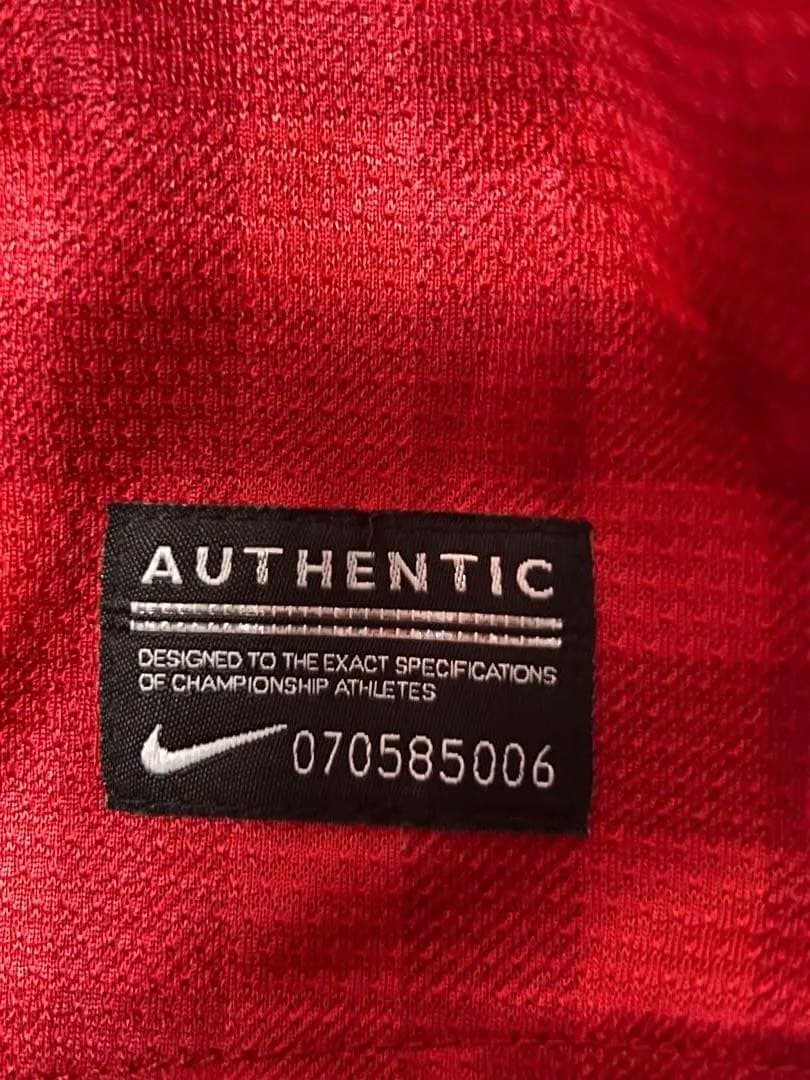 AUTHENTIC
DESIGNED TO THE EXACT SPECIFICATIONS
OF CHAMPIONSHIP ATHLETES
070585006